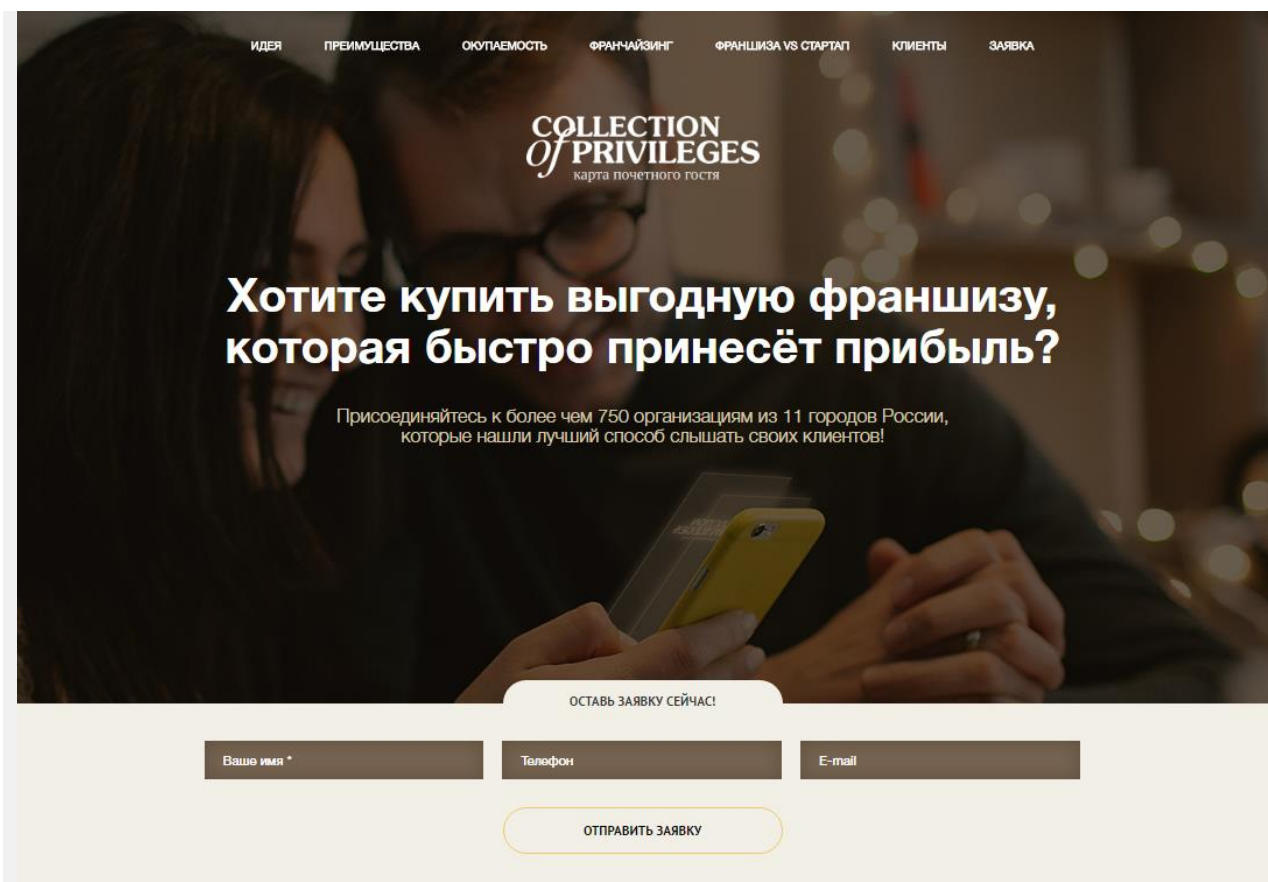 ИДЕЯ ПРЕИМУЩЕСТВА ОКУПАЕМОСТЬ ФРАНЧАЙЗИНГ ФРАНШИЗА VS СТАРТАП КЛИЕНТЫ ЗАЯВКА
COLLECTION
of PRIVILEGES
карта почетного гостя
Хотите купить выгодную франшизу,
которая быстро принесёт прибыль?
Присоединяйтесь к более чем 750 организациям из 11 городов России,
которые нашли лучший способ слышать своих клиентов!
ОСТАВЬ ЗАЯВКУ СЕЙЧАС!
Ваше имя * Телефон E-mail
ОТПРАВИТЬ ЗАЯВКУ